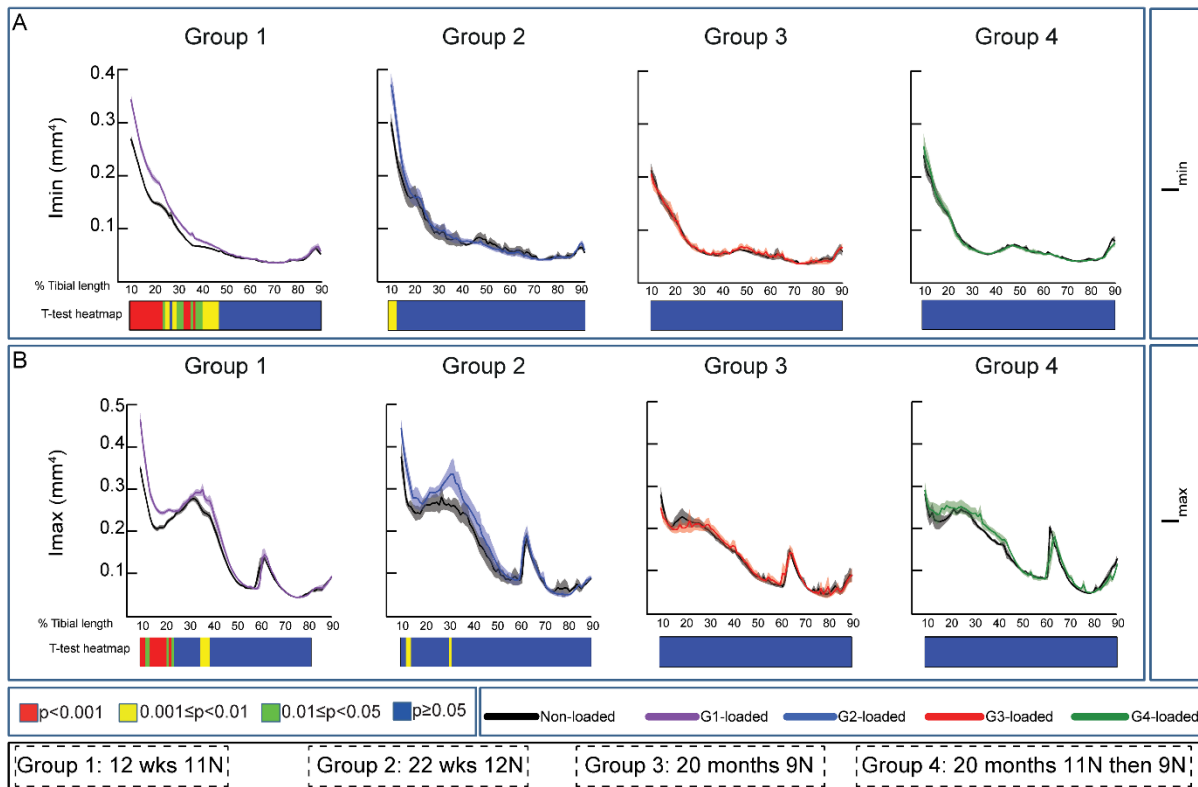 A
Group 1 Group 2 Group 3 Group 4
0.4
0.3
0.2
0.1
Imin (mm⁴)
Imin
% Tibial length 10 20 30 40 50 60 70 80 90 10 20 30 40 50 60 70 80 90 10 20 30 40 50 60 70 80 90 10 20 30 40 50 60 70 80 90
T-test heatmap
B
Group 1 Group 2 Group 3 Group 4
0.5
0.4
0.3
0.2
0.1
Imax (mm⁴)
Imax
% Tibial length 10 20 30 40 50 60 70 80 90 10 20 30 40 50 60 70 80 90 10 20 30 40 50 60 70 80 90 10 20 30 40 50 60 70 80 90
T-test heatmap
p<0.001 0.001≤p<0.01 0.01≤p<0.05 p≥0.05 Non-loaded G1-loaded G2-loaded G3-loaded G4-loaded
Group 1: 12 wks 11N Group 2: 22 wks 12N Group 3: 20 months 9N Group 4: 20 months 11N then 9N